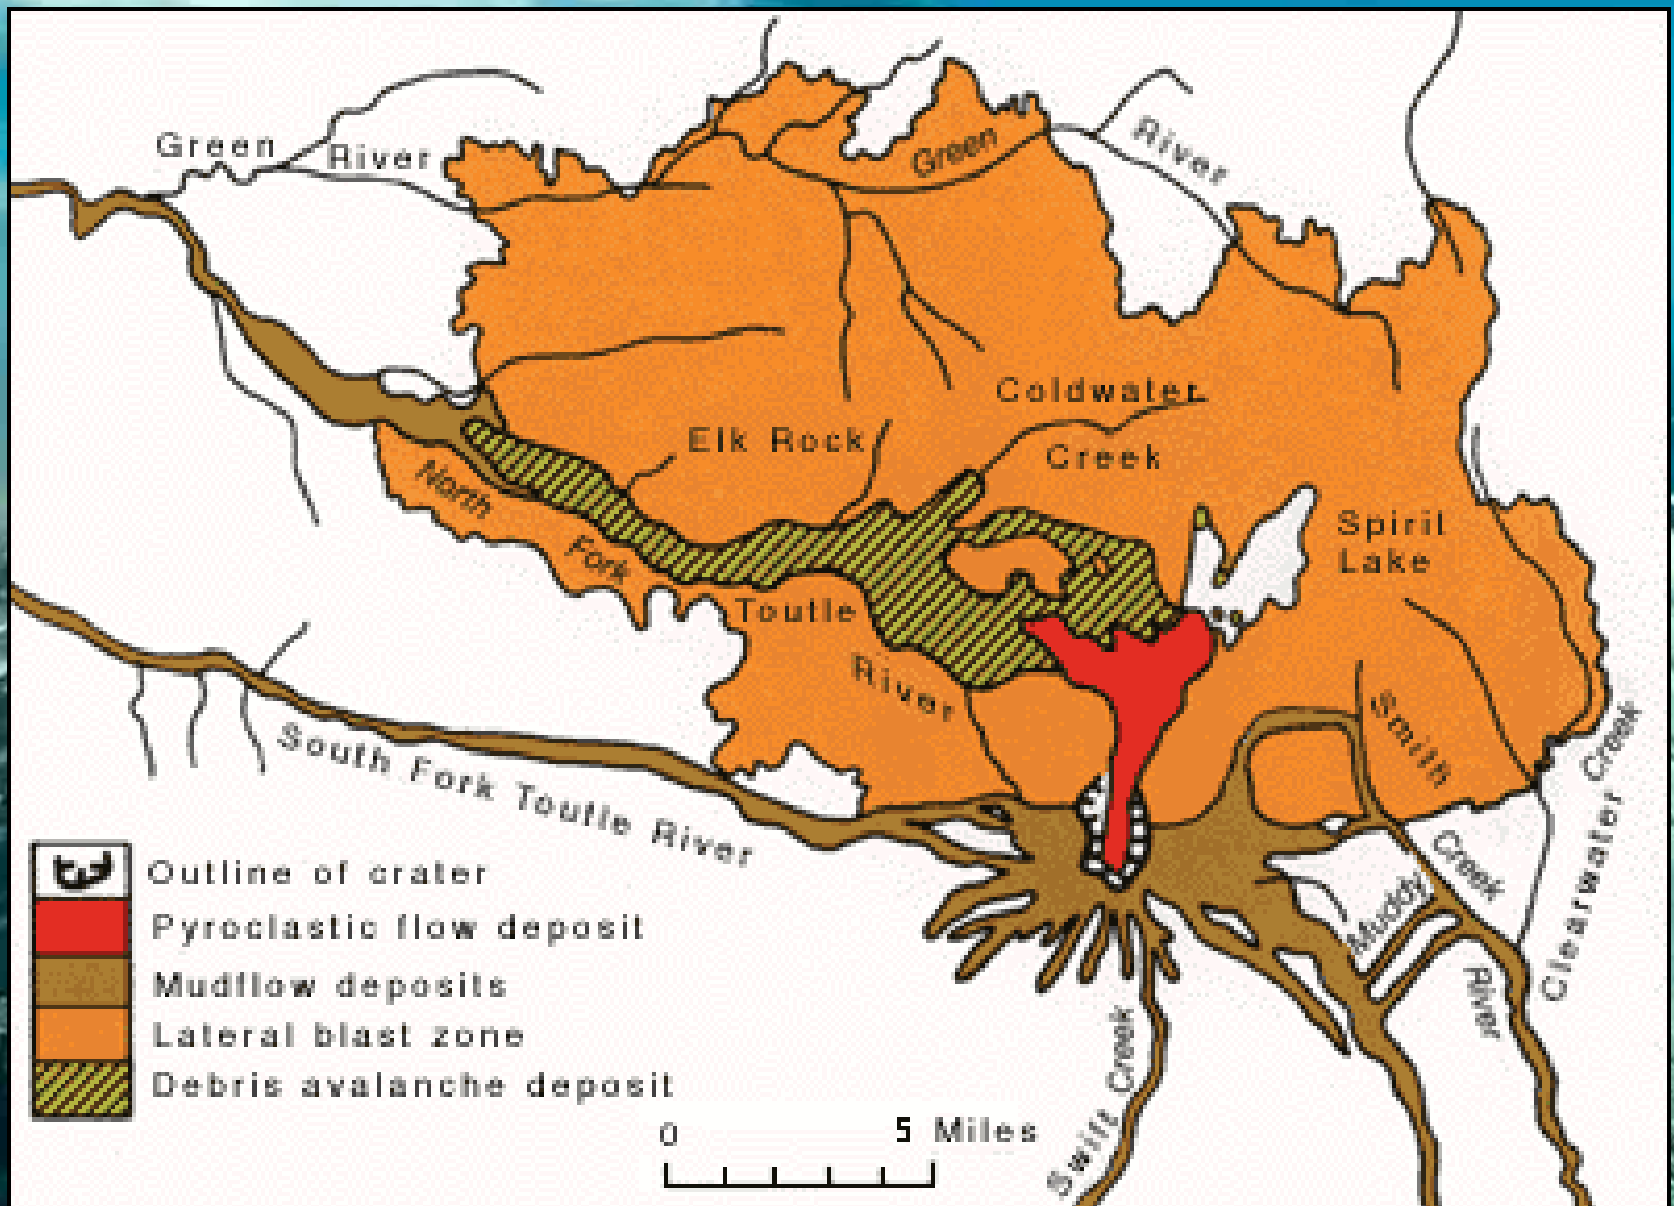 Green
River
Green
River
Coldwater
Creek
Elk Rock
North
Fork
Toutle
River
Spirit
Lake
Smith
Creek
Creek
Clearwater
Muddy
River
South Fork Toutle River
Swift Creek
Outline of crater
Pyroclastic flow deposit
Mudflow deposits
Lateral blast zone
Debris avalanche deposit
0 5 Miles